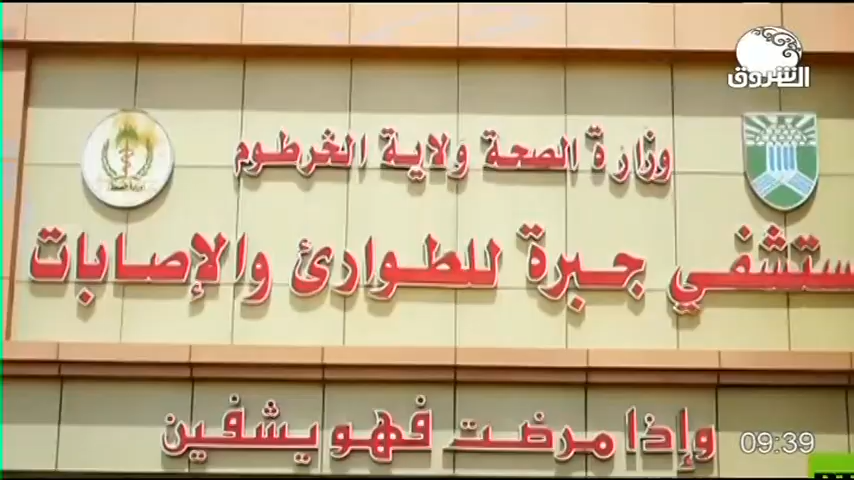 الشروق
وزارة الصحة ولاية الخرطوم
مستشفي جبرة للطوارئ والإصابات
وإذا مرضت فهو يشفين
09:39